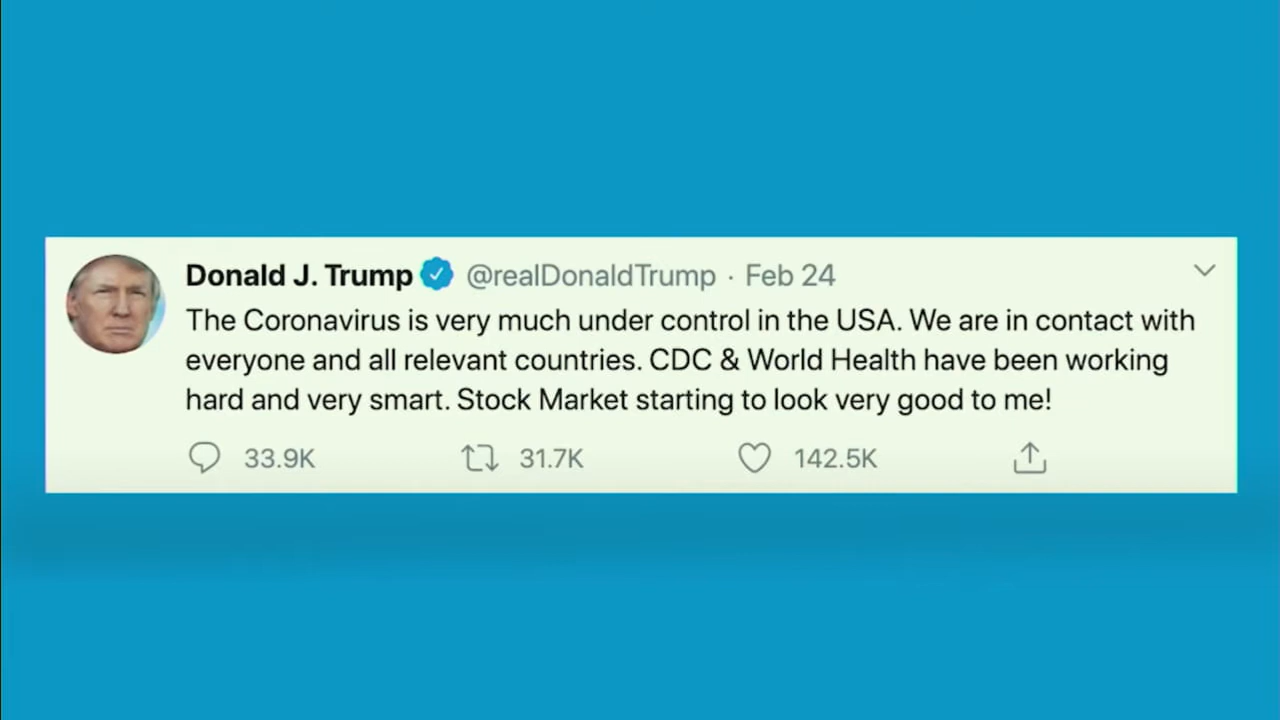 Donald J. Trump @realDonaldTrump · Feb 24
The Coronavirus is very much under control in the USA. We are in contact with
everyone and all relevant countries. CDC & World Health have been working
hard and very smart. Stock Market starting to look very good to me!
33.9K 31.7K 142.5K